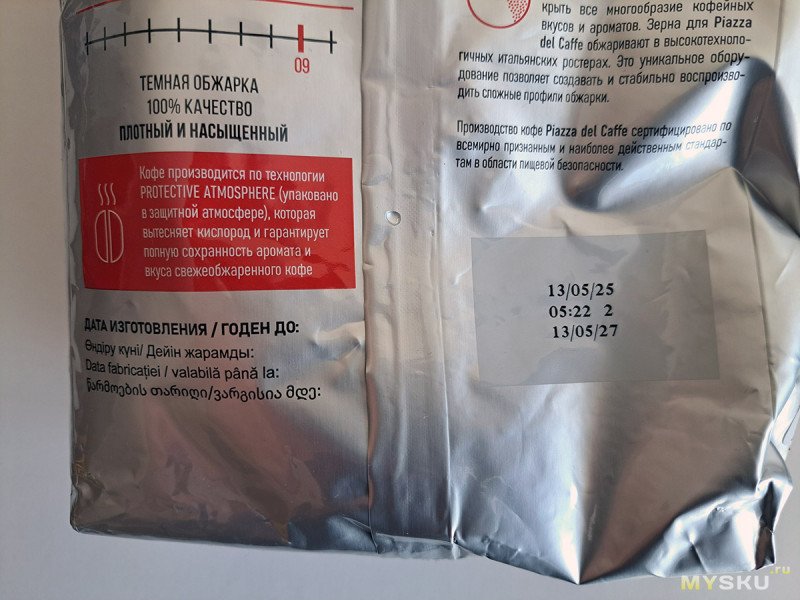 09
ТЕМНАЯ ОБЖАРКА
100% КАЧЕСТВО
ПЛОТНЫЙ И НАСЫЩЕННЫЙ
Кофе производится по технологии
PROTECTIVE ATMOSPHERE (упаковано
в защитной атмосфере), которая
вытесняет кислород и гарантирует
полную сохранность аромата и
вкуса свежеобжаренного кофе
ДАТА ИЗГОТОВЛЕНИЯ / ГОДЕН ДО:
Өндіру күні/ Дейін жарамды:
Data fabricației / valabilă până la:
წარმოების თარიღი/ვარგისია მდე:
крыть все многообразие кофейных
вкусов и ароматов. Зерна для Piazza
del Caffe обжаривают в высокотехноло-
гичных итальянских ростерах. Это уникальное обору-
дование позволяет создавать и стабильно воспроизво-
дить сложные профили обжарки.
Производство кофе Piazza del Caffe сертифицировано по
всемирно признанным и наиболее действенным стандар-
там в области пищевой безопасности.
13/05/25
05:22 2
13/05/27
MYSKU.ru